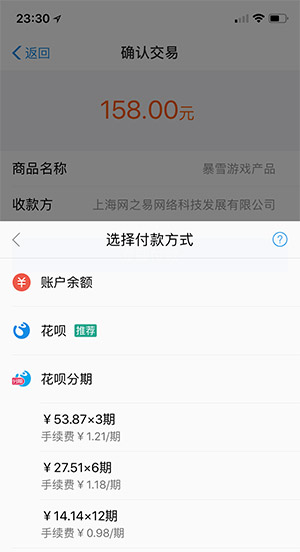 23:30
返回
确认交易
158.00元
商品名称
暴雪游戏产品
收款方
上海网之易网络科技发展有限公司
选择付款方式
?
¥
账户余额
花呗 推荐
分期
花呗分期
￥53.87×3期
手续费￥1.21/期
￥27.51×6期
手续费￥1.18/期
￥14.14×12期
手续费￥0.98/期